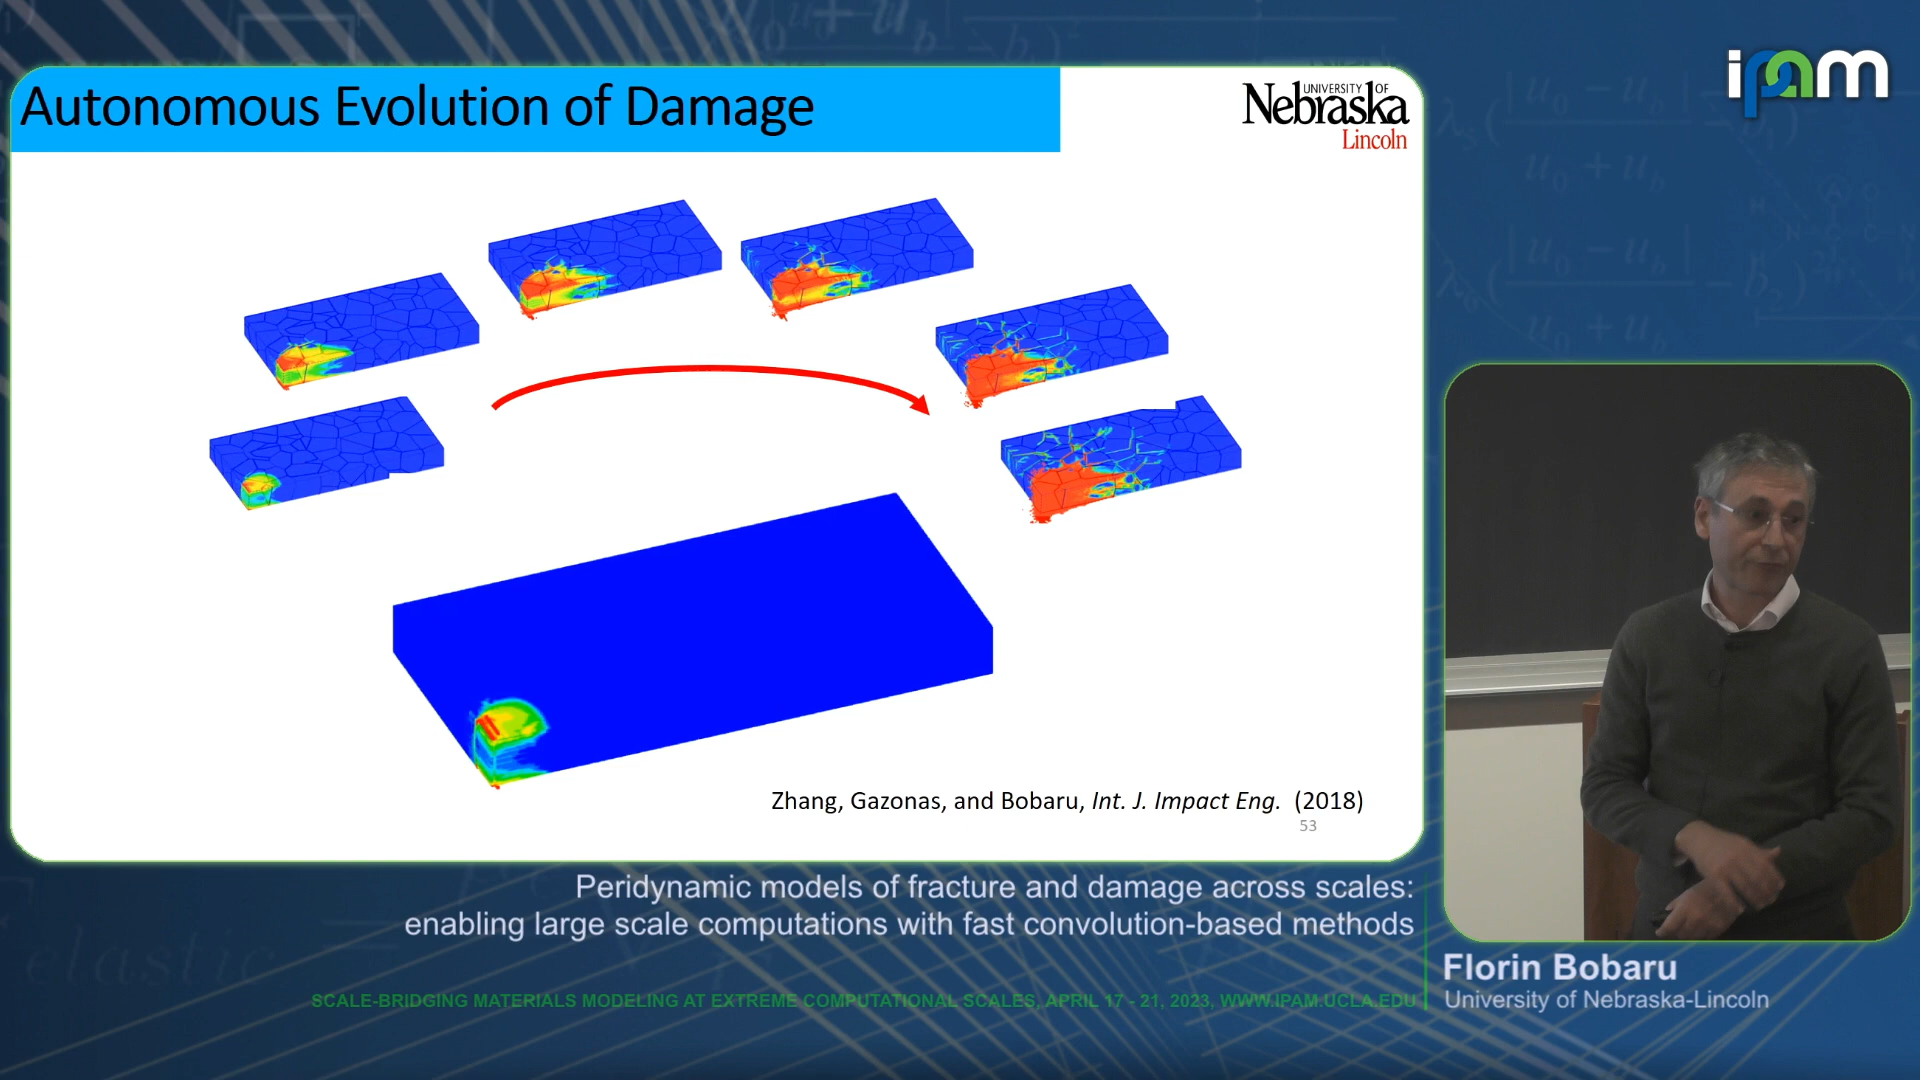 ipam
Autonomous Evolution of Damage
UNIVERSITY OF
Nebraska
Lincoln
Zhang, Gazonas, and Bobaru, Int. J. Impact Eng. (2018)
53
Peridynamic models of fracture and damage across scales:
enabling large scale computations with fast convolution-based methods
Florin Bobaru
University of Nebraska-Lincoln
SCALE-BRIDGING MATERIALS MODELING AT EXTREME COMPUTATIONAL SCALES, APRIL 17 - 21, 2023, WWW.IPAM.UCLA.EDU
elastic